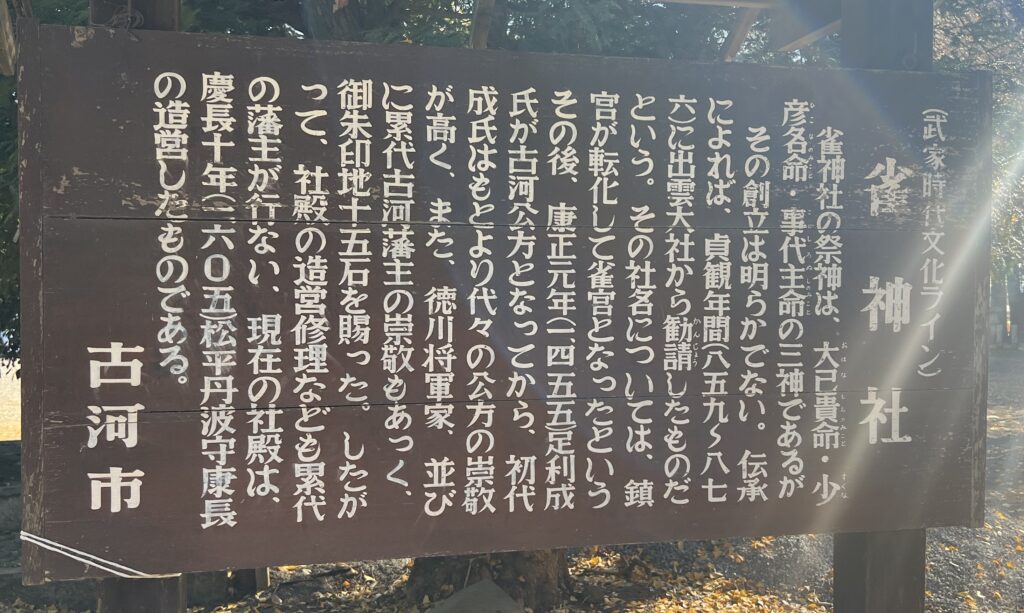 （武家時代文化ライン）
雀神社
雀神社の祭神は、大己貴命・少
彦名命・事代主命の三神であるが
その創立は明らかでない。伝承
によれば、貞観年間（八五九〜八七
六）に出雲大社から勧請したものだ
という。その社名については、鎮
宮が転化して雀宮となったという
その後、康正元年（一四五五）足利成
氏が古河公方となってから、初代
成氏はもとより代々の公方の崇敬
が高く、また、徳川将軍家、並び
に累代古河藩主の崇敬もあつく、
御朱印地十五石を賜った。したが
って、社殿の造営修理なども累代
の藩主が行ない、現在の社殿は、
慶長十年（一六〇五）松平丹波守康長
の造営したものである。
古河市